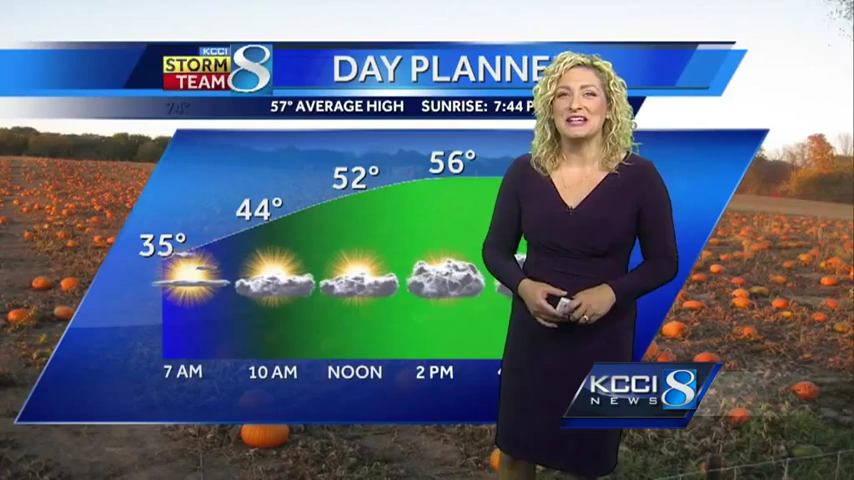 KCCI
STORM
TEAM 8
DAY PLANNE
74°
57° AVERAGE HIGH SUNRISE: 7:44
35° 44° 52° 56°
7 AM 10 AM NOON 2 PM
KCCI 8
NEWS